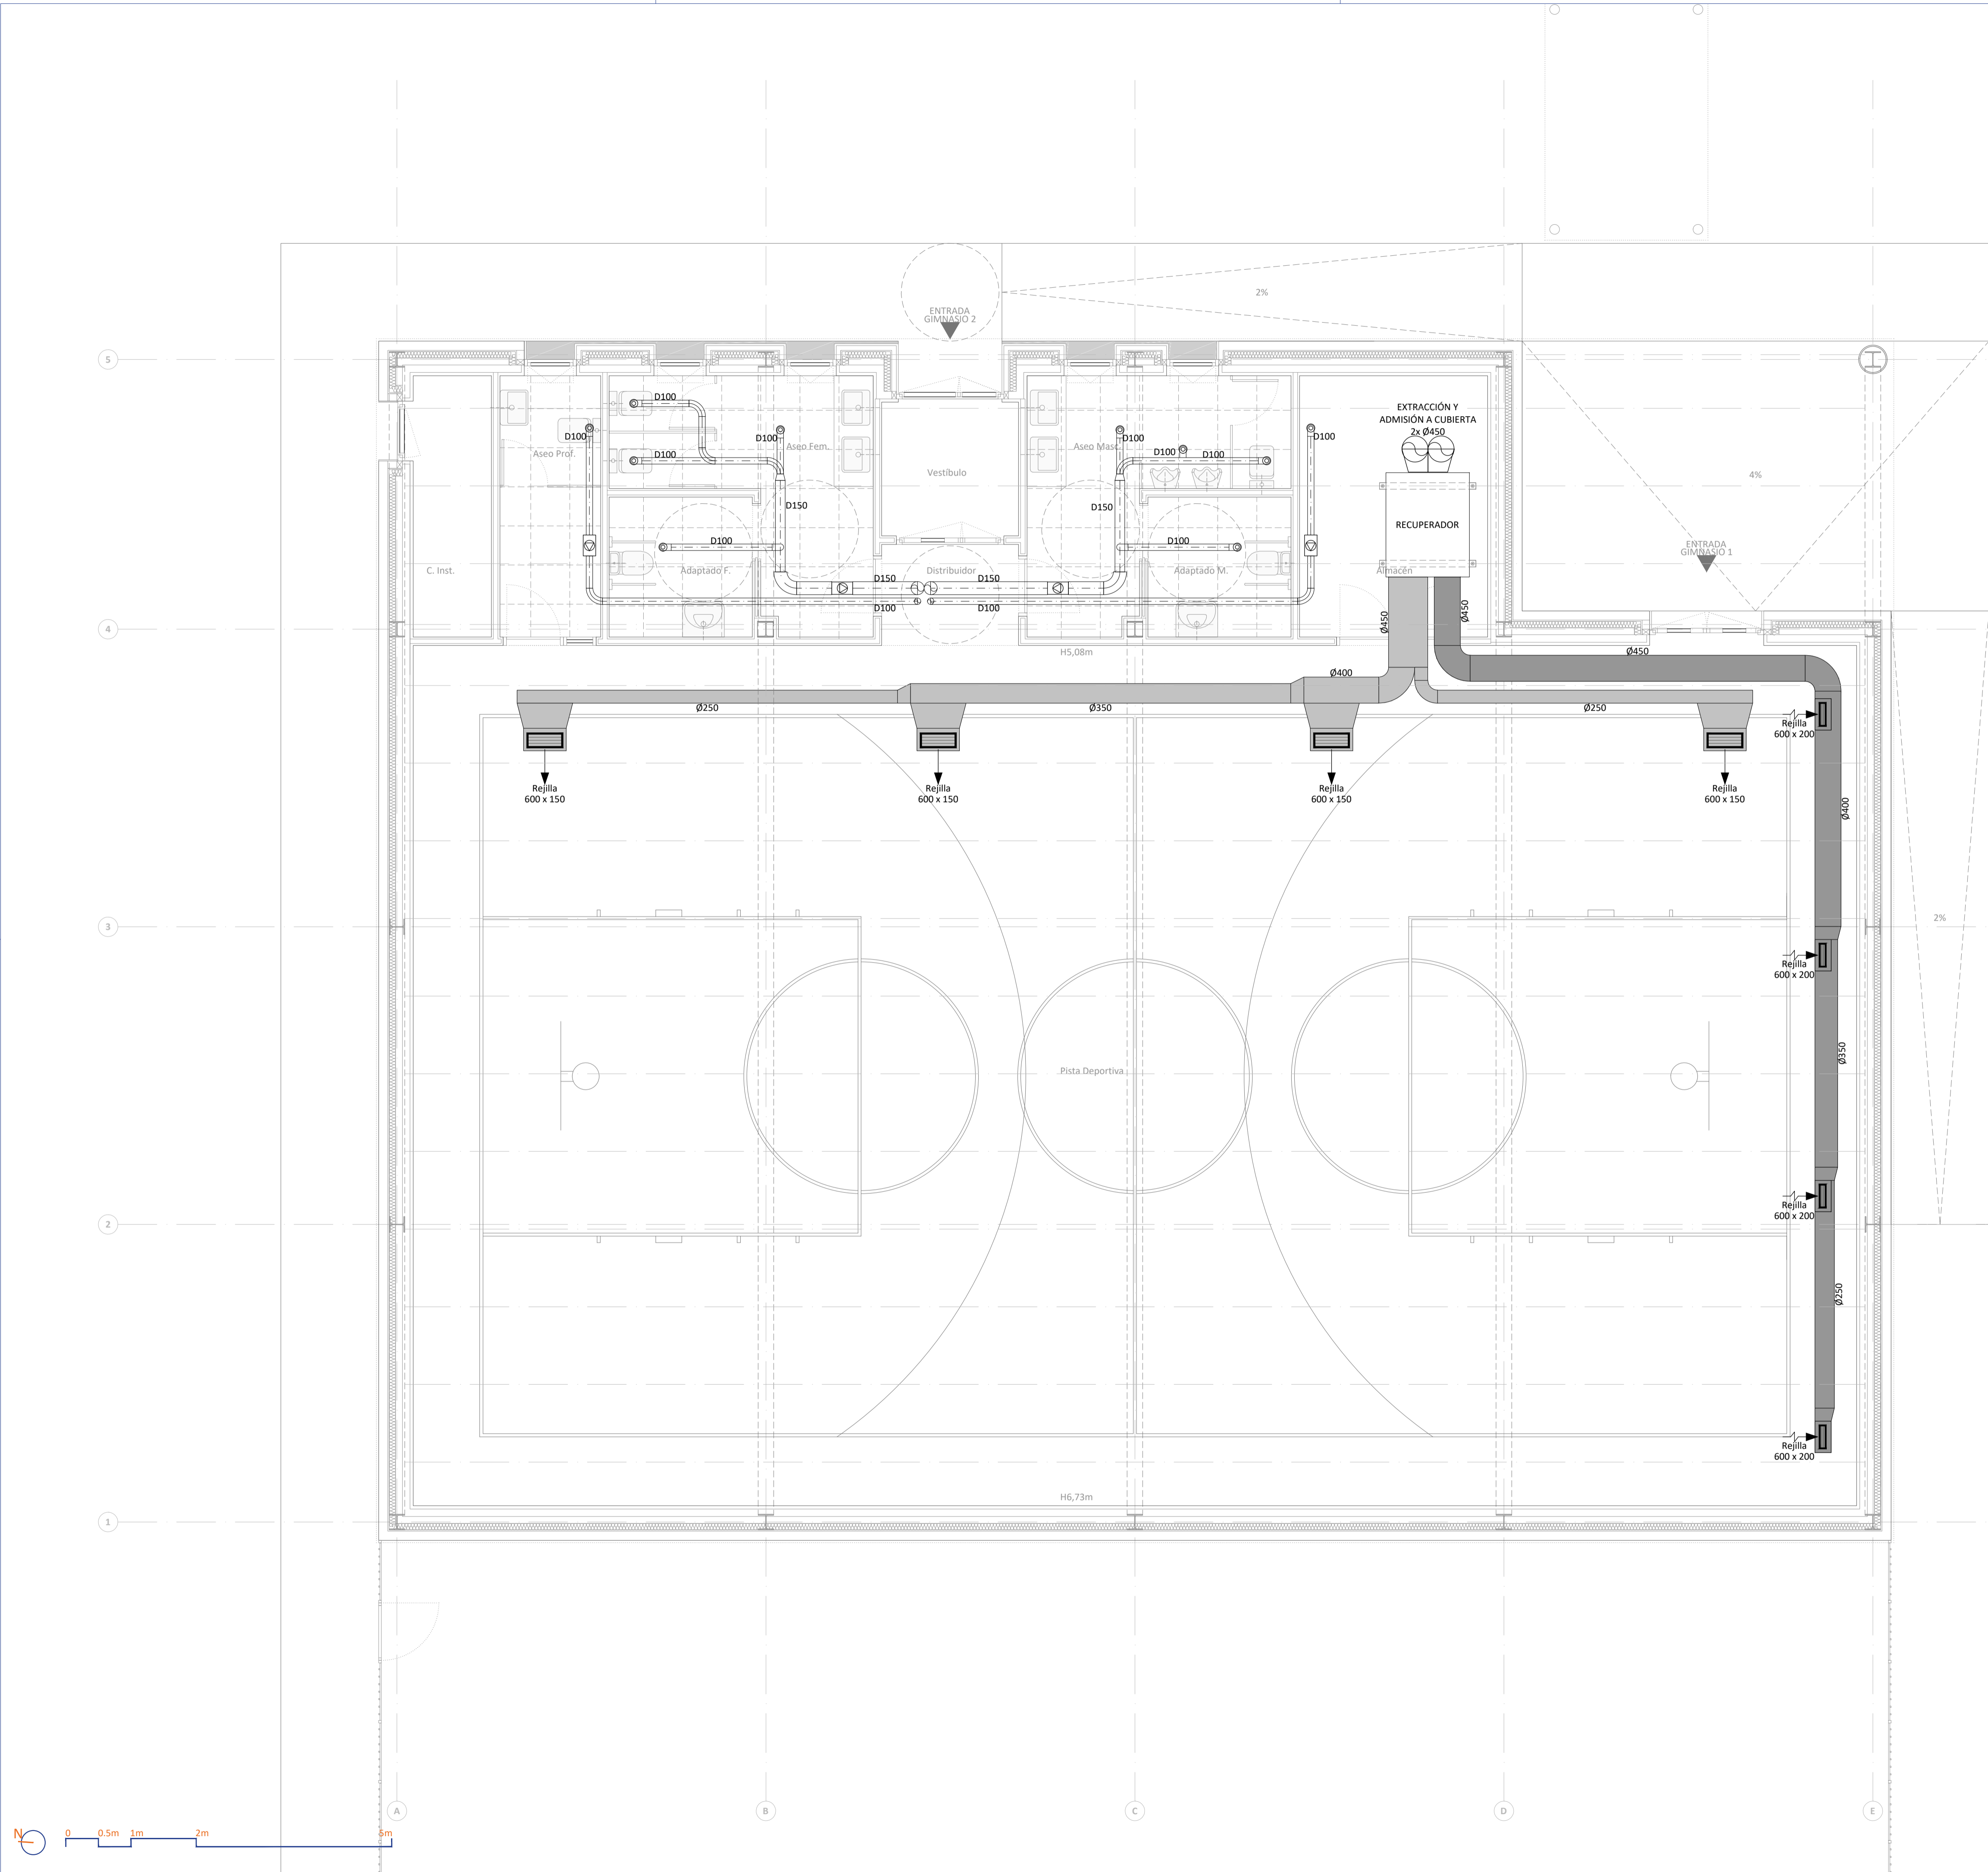 2%
ENTRADA
GIMNASIO 2
5
D100
D100
D100
D100
Aseo Fem.
Aseo Prof.
D150
D100
Adaptado F.
C. Inst.
Vestíbulo
Distribuidor
D150
D150
D100
D100
Aseo Masc.
D100
D100
D100
D150
D100
Adaptado M.
D100
EXTRACCIÓN Y
ADMISIÓN A CUBIERTA
2x Ø450
RECUPERADOR
Almacén
4%
ENTRADA
GIMNASIO 1
4
Ø450
Ø450
H5,08m
Ø450
Ø400
Ø250
Ø350
Ø250
Rejilla
600 x 150
Rejilla
600 x 150
Rejilla
600 x 150
Rejilla
600 x 150
Rejilla
600 x 200
Ø400
3
2%
Rejilla
600 x 200
Ø350
Pista Deportiva
2
Rejilla
600 x 200
Ø250
Rejilla
600 x 200
H6,73m
1
A
B
C
D
E
N
0
0.5m
1m
2m
5m